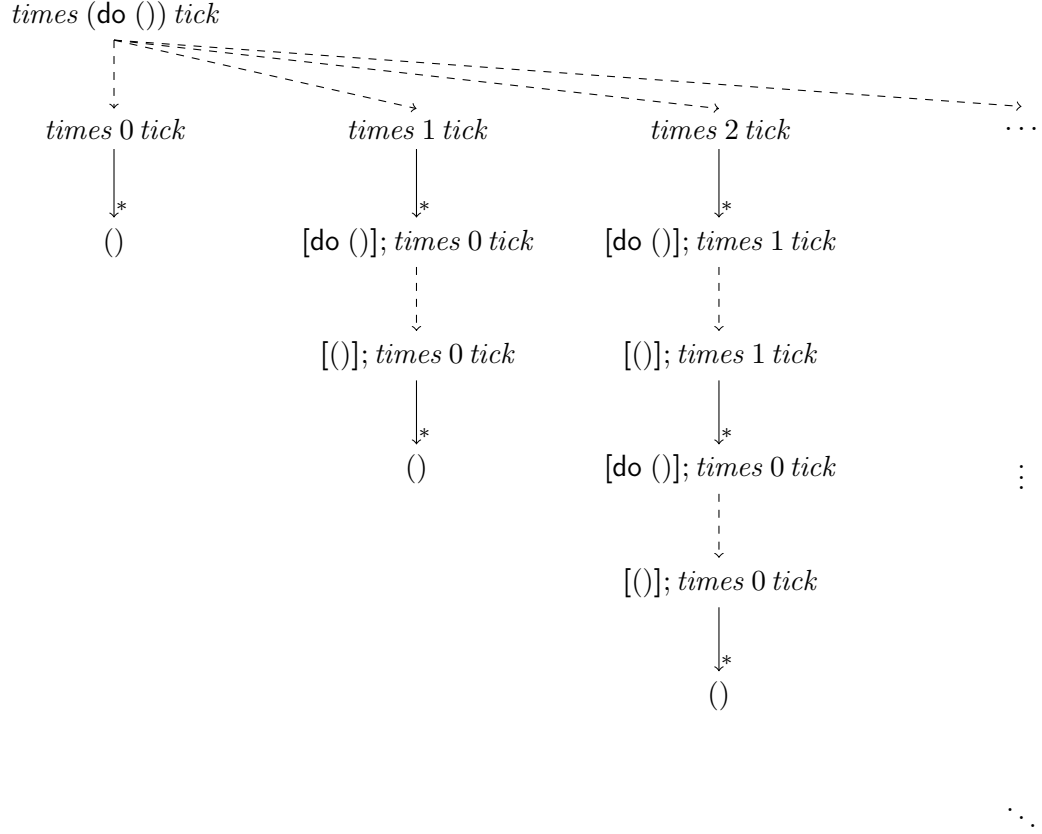 times (do ()) tick
times 0 tick times 1 tick times 2 tick ⋯
* * *
() [do ()]; times 0 tick [do ()]; times 1 tick
[()]; times 0 tick [()]; times 1 tick
* *
() [do ()]; times 0 tick ⋮
[()]; times 0 tick
*
()
⋱